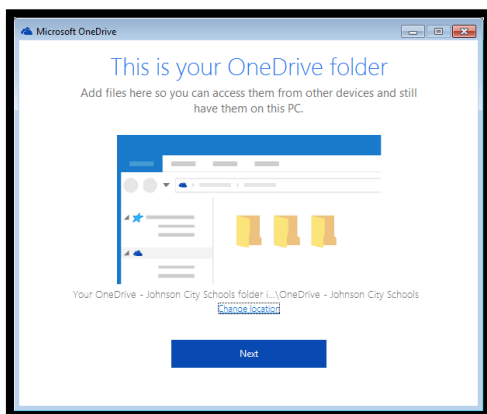 Microsoft OneDrive
This is your OneDrive folder
Add files here so you can access them from other devices and still
have them on this PC.
Your OneDrive - Johnson City Schools folder i...\OneDrive - Johnson City Schools
Change location
Next